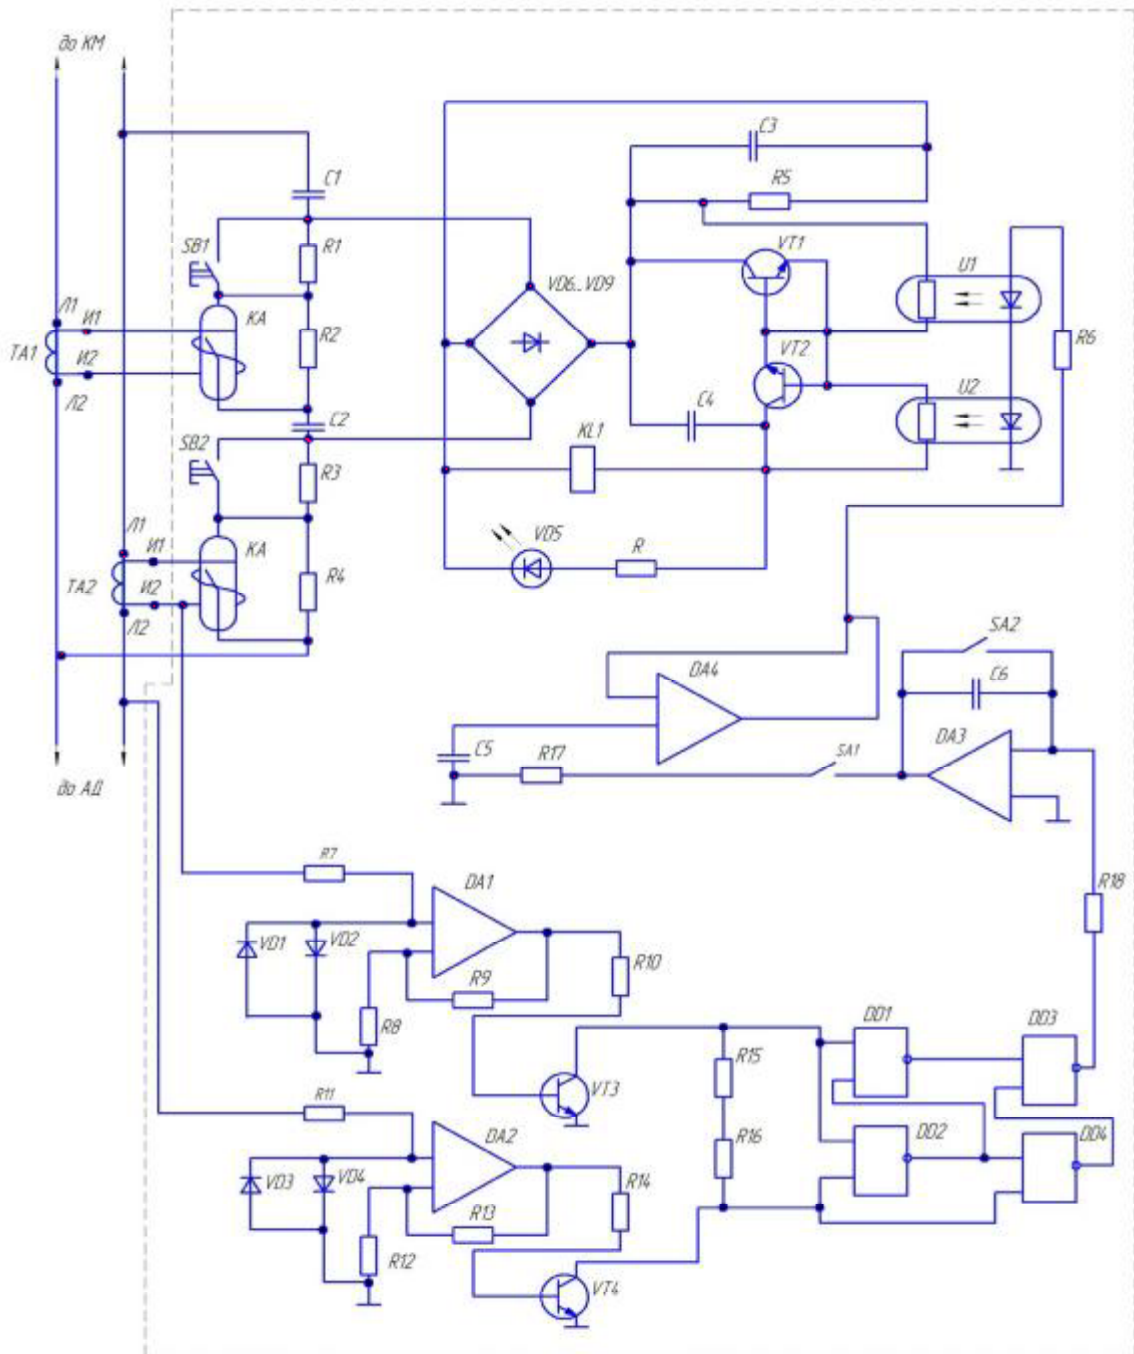 до КМ
C1
C3
R5
SB1
R1
VT1
U1
VD6...VD9
Л1
И1
КА
R2
TA1
И2
VT2
R6
Л2
C2
C4
U2
SB2
KL1
R3
Л1
И1
КА
VD5
R
TA2
И2
R4
Л2
SA2
DA4
C6
C5
R17
SA1
DA3
до АД
R7
DA1
R18
VD1
VD2
R9
R10
R8
DD1
DD3
R15
R11
VT3
DA2
R16
DD2
DD4
VD3
VD4
R14
R13
R12
VT4